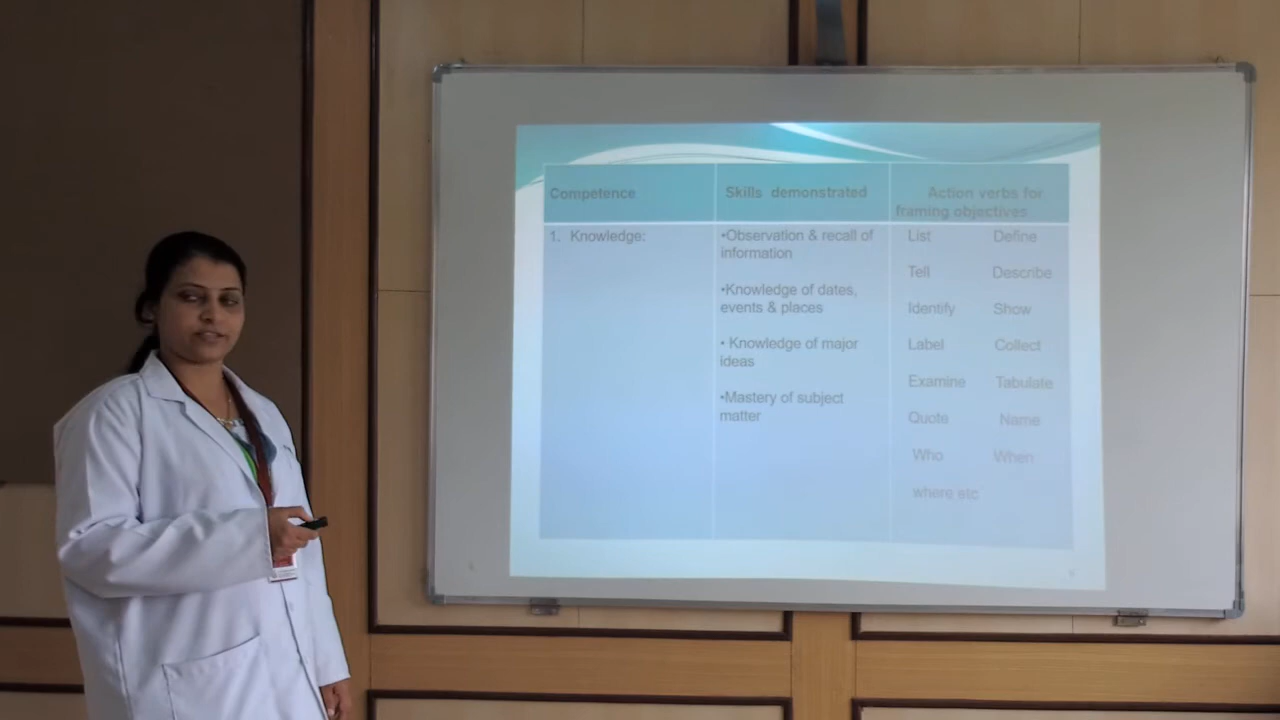 Competence
Skills demonstrated
Action verbs for
framing objectives
1. Knowledge:
•Observation & recall of
information
•Knowledge of dates,
events & places
• Knowledge of major
ideas
•Mastery of subject
matter
List Define
Tell Describe
Identify Show
Label Collect
Examine Tabulate
Quote Name
Who When
where etc